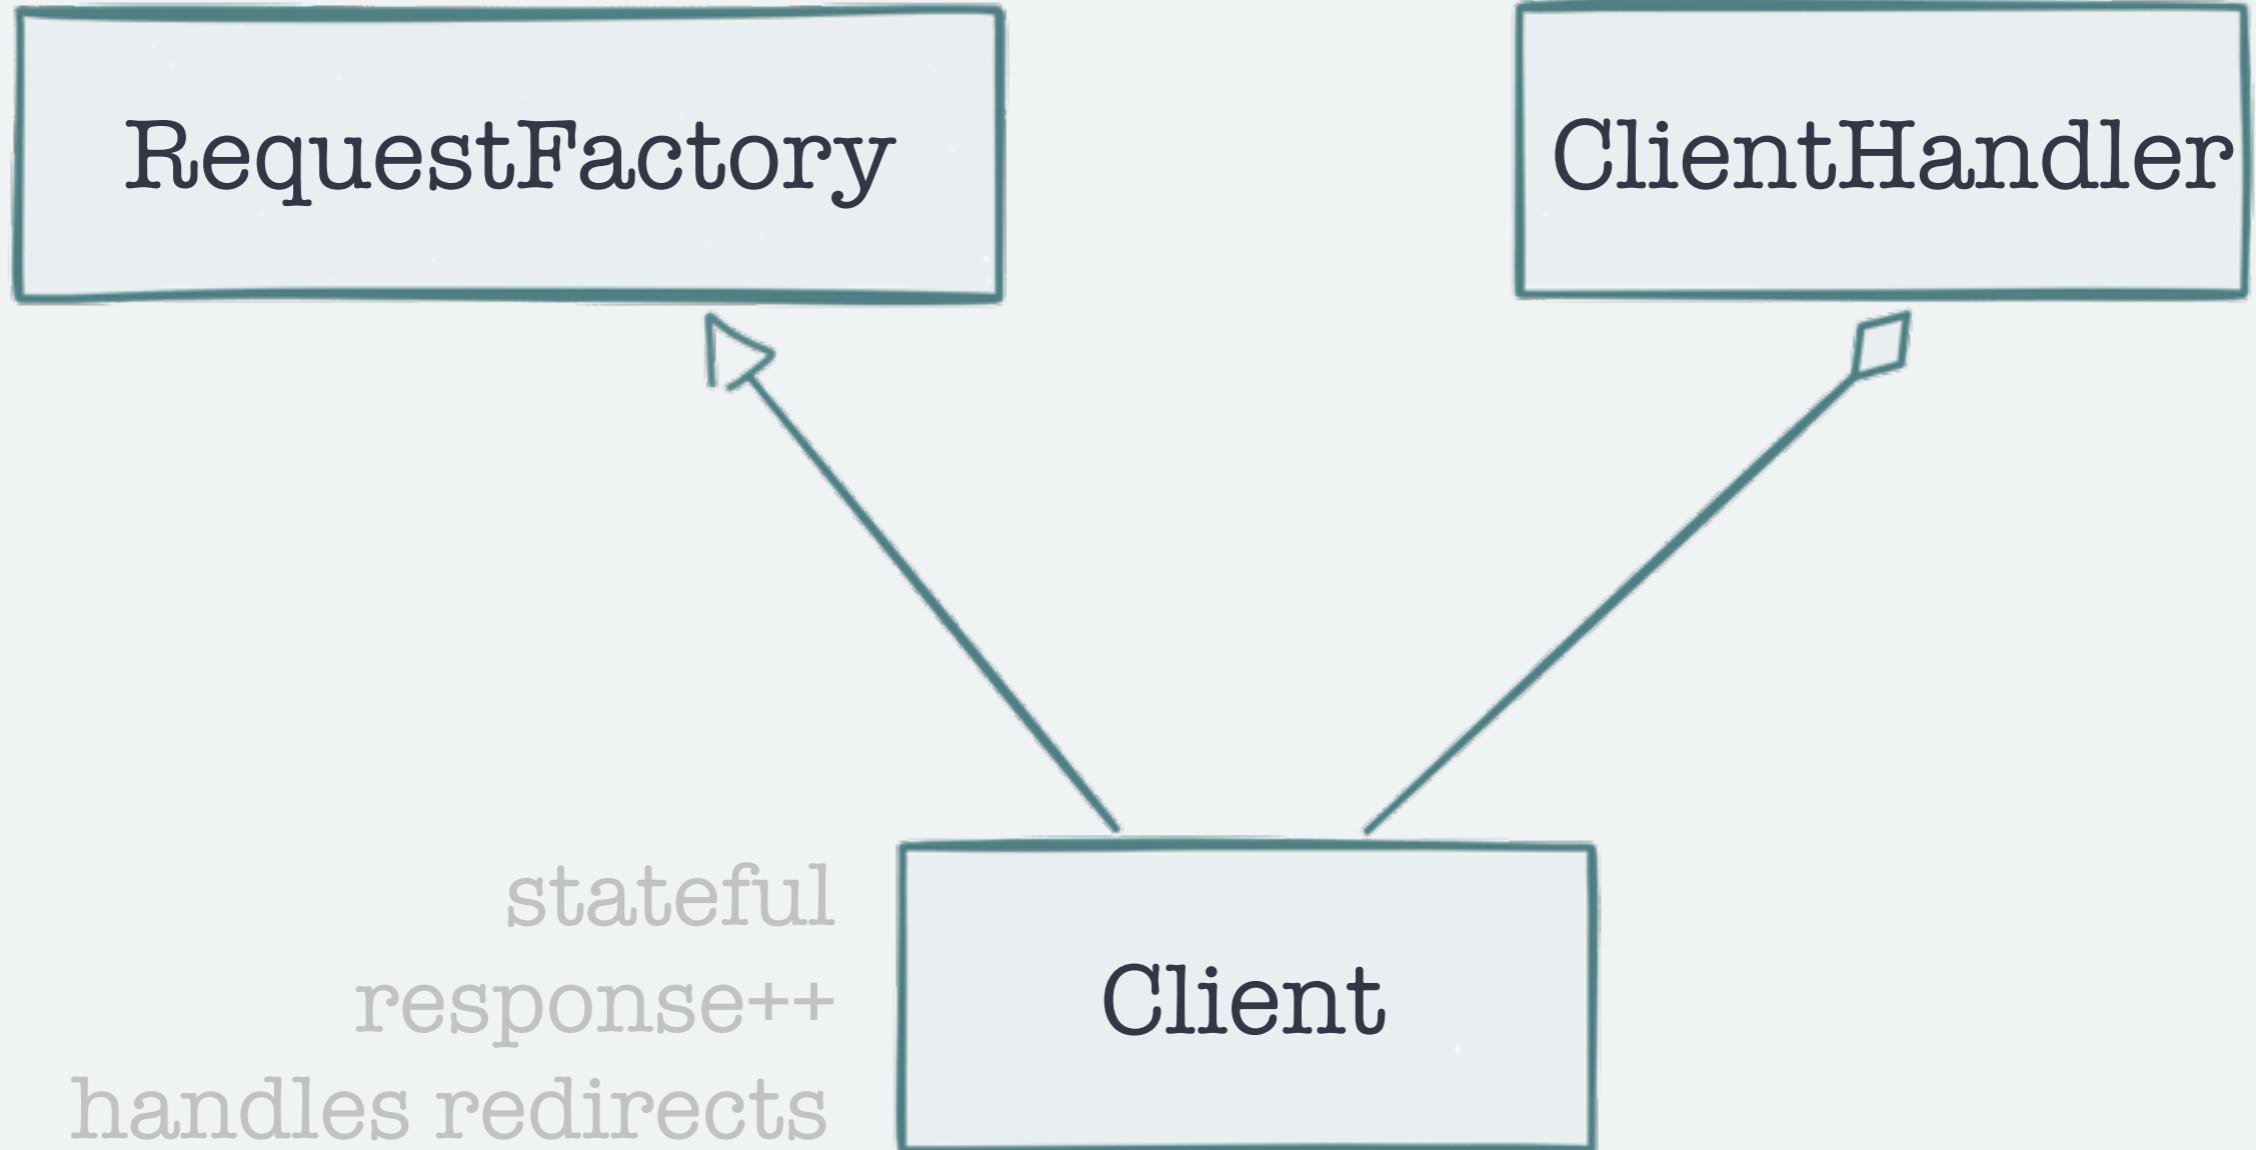 RequestFactory
ClientHandler
stateful
response++
handles redirects
Client